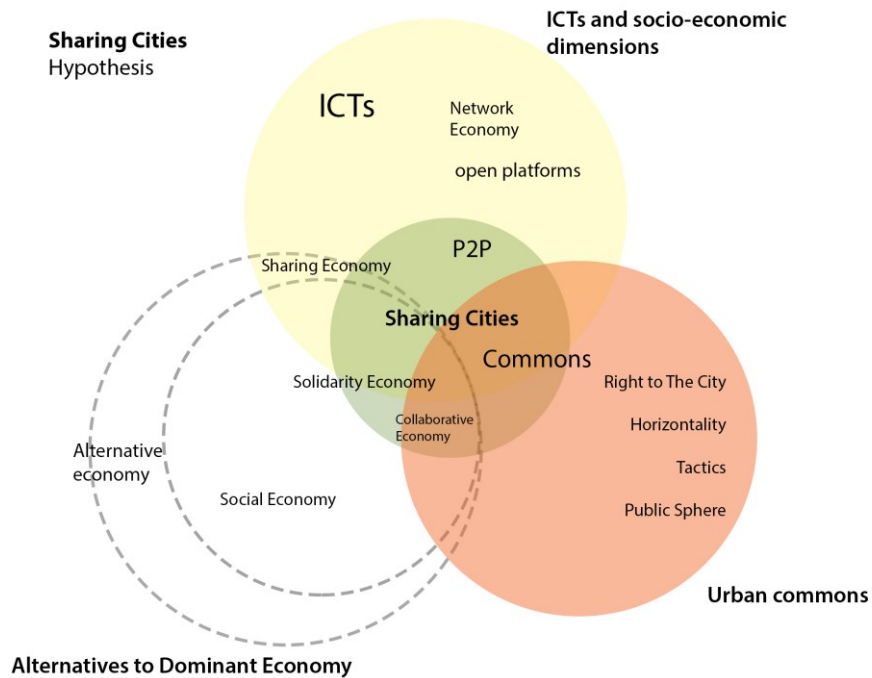 Sharing Cities
Hypothesis
ICTs and socio-economic
dimensions
ICTs
Network
Economy
open platforms
P2P
Sharing Economy
Sharing Cities
Commons
Solidarity Economy
Right to The City
Collaborative
Economy
Horizontality
Alternative
economy
Tactics
Social Economy
Public Sphere
Urban commons
Alternatives to Dominant Economy